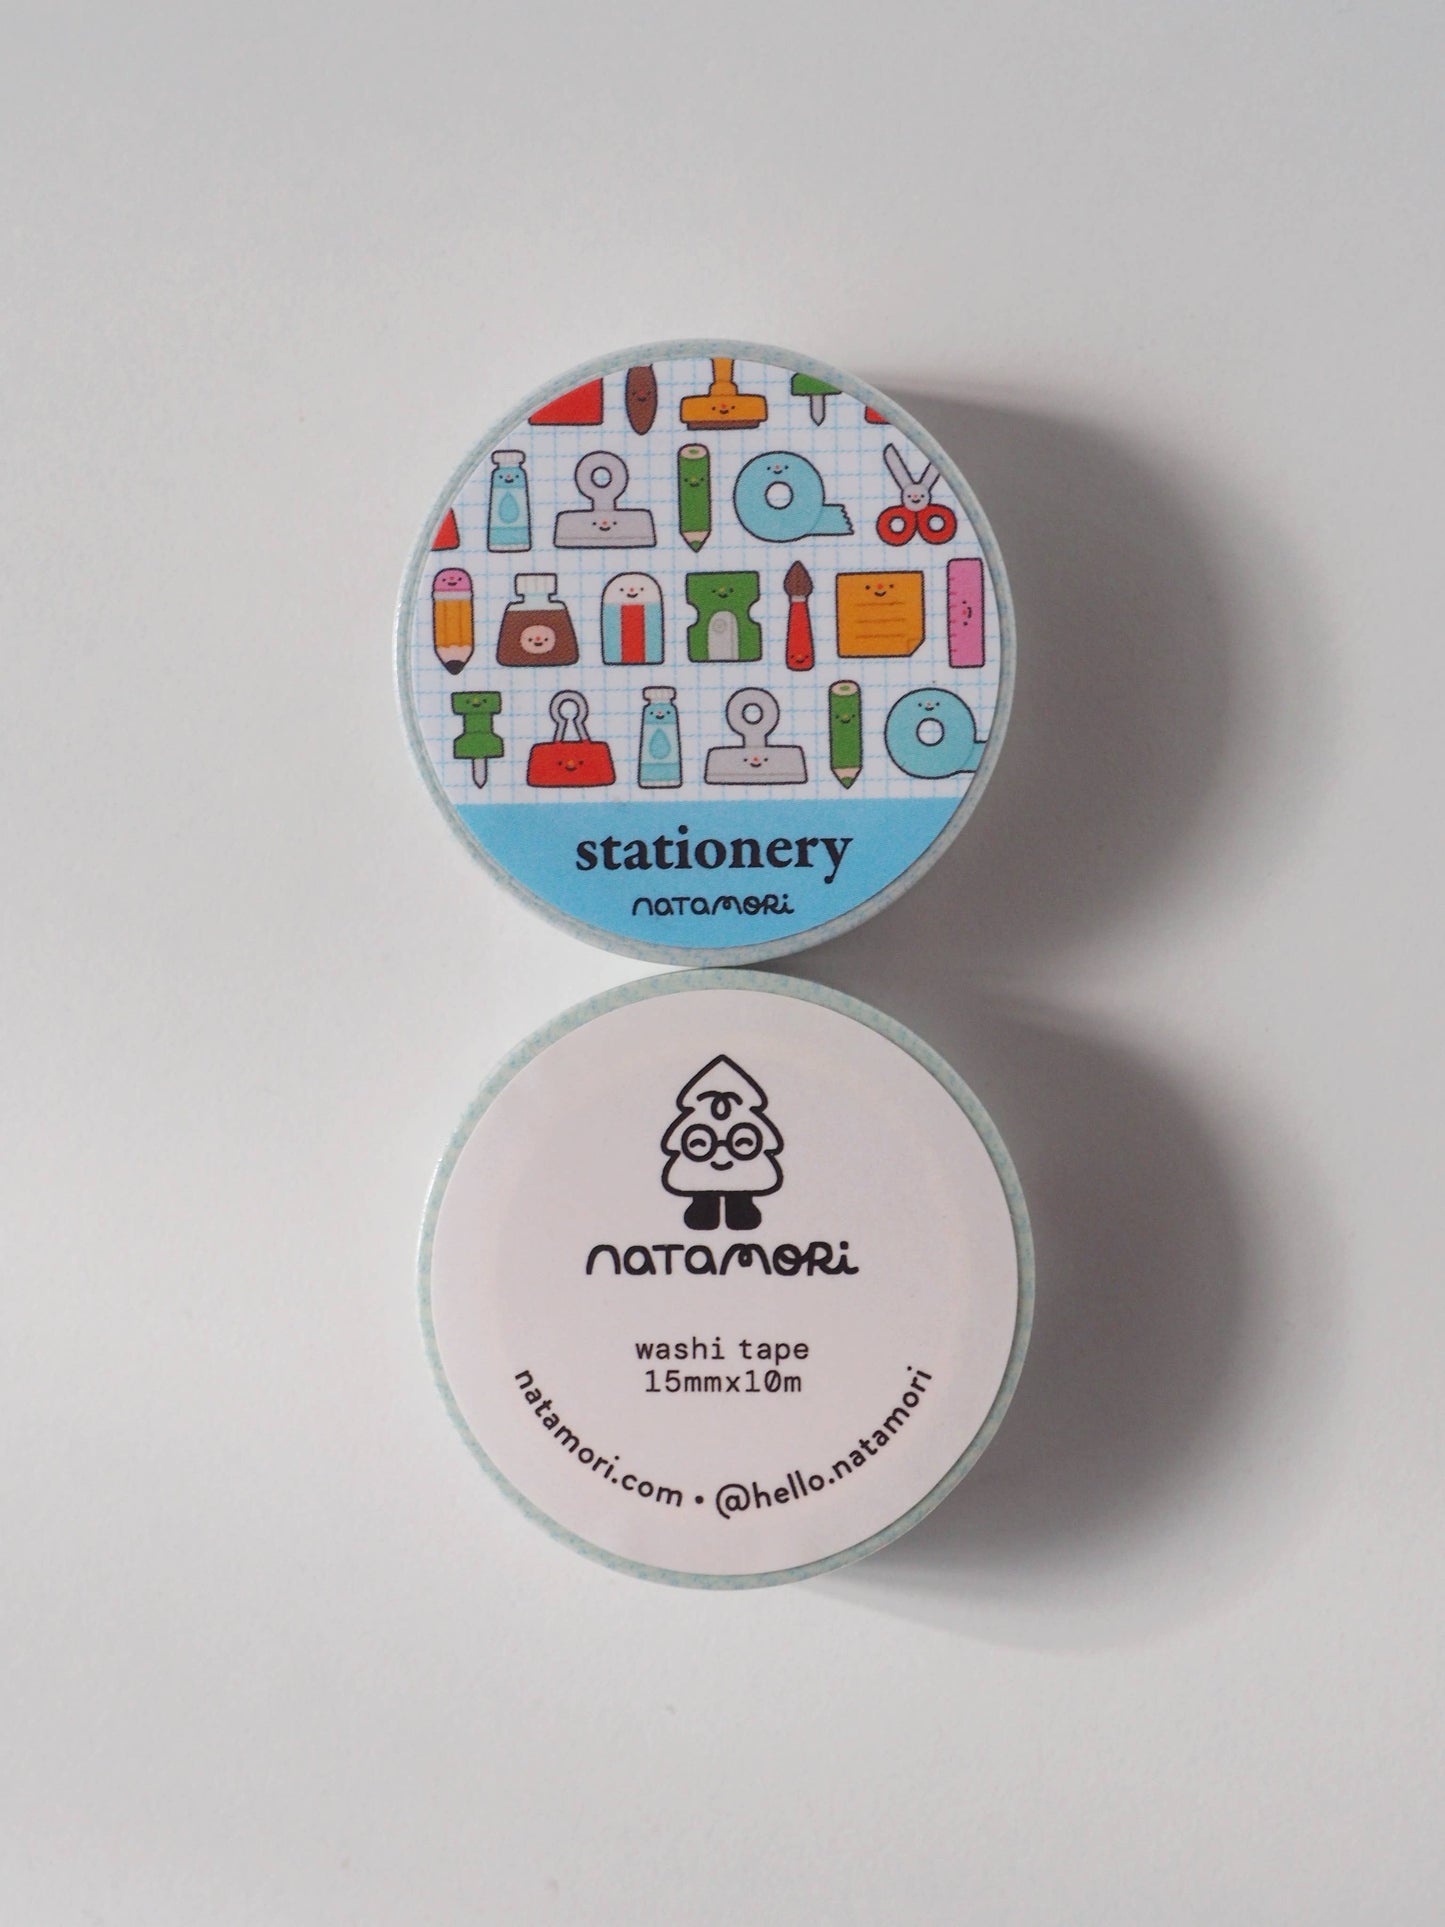 stationery
natamori
natamori
washi tape
15mmx10m
natamori.com • @hello.natamori